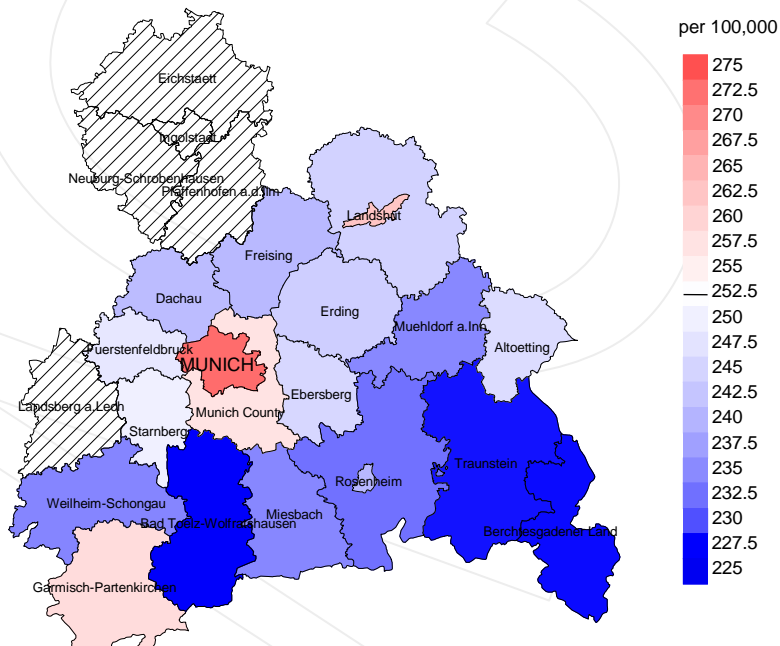 per 100,000
275
272.5
270
267.5
265
262.5
260
257.5
255
252.5
250
247.5
245
242.5
240
237.5
235
232.5
230
227.5
225
Eichstaett
Ingolstadt
Neuburg-Schrobenhausen
Pfaffenhofen a.d.Ilm
Landshut
Freising
Dachau
Erding
Muehldorf a.Inn
Altoetting
Fuerstenfeldbruck
MUNICH
Ebersberg
Landsberg a.Lech
Munich Count
Starnberg
Traunstein
Rosenheim
Weilheim-Schongau
Miesbach
Bad Toelz-Wolfratshausen
Berchtesgadener Land
Garmisch-Partenkirchen